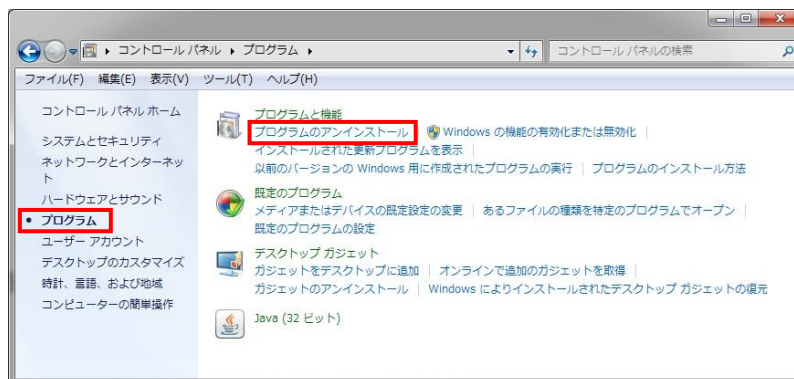 コントロール パネル ▸ プログラム ▸
コントロール パネルの検索
ファイル(F) 編集(E) 表示(V) ツール(T) ヘルプ(H)
コントロール パネル ホーム
システムとセキュリティ
ネットワークとインターネッ
ト
ハードウェアとサウンド
プログラム
ユーザー アカウント
デスクトップのカスタマイズ
時計、言語、および地域
コンピューターの簡単操作
プログラムと機能
プログラムのアンインストール Windows の機能の有効化または無効化
インストールされた更新プログラムを表示
以前のバージョンの Windows 用に作成されたプログラムの実行 プログラムのインストール方法
既定のプログラム
メディアまたはデバイスの既定設定の変更 あるファイルの種類を特定のプログラムでオープン
既定のプログラムの設定
デスクトップ ガジェット
ガジェットをデスクトップに追加 オンラインで追加のガジェットを取得
ガジェットのアンインストール Windows によりインストールされたデスクトップ ガジェットの復元
Java (32 ビット)